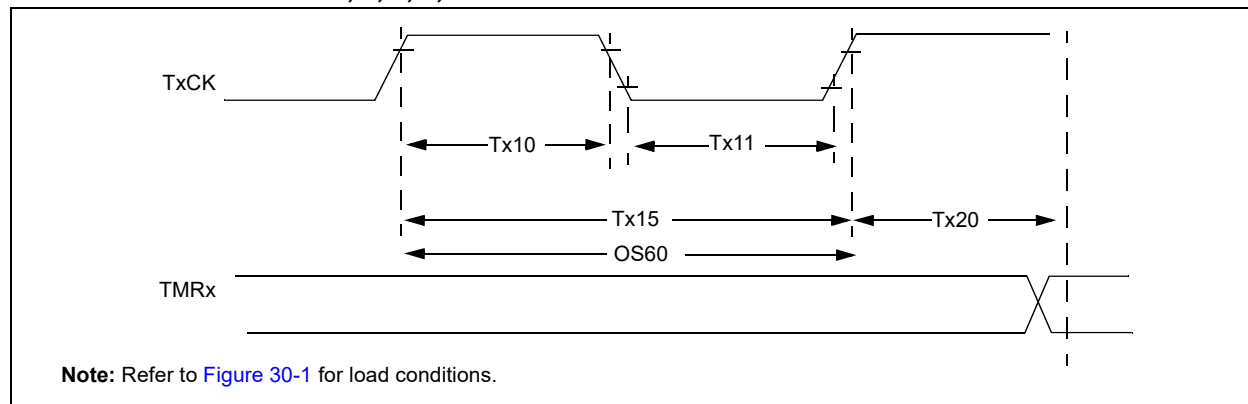 TxCK
Tx10
Tx11
Tx15
Tx20
OS60
TMRx
Note: Refer to Figure 30-1 for load conditions.